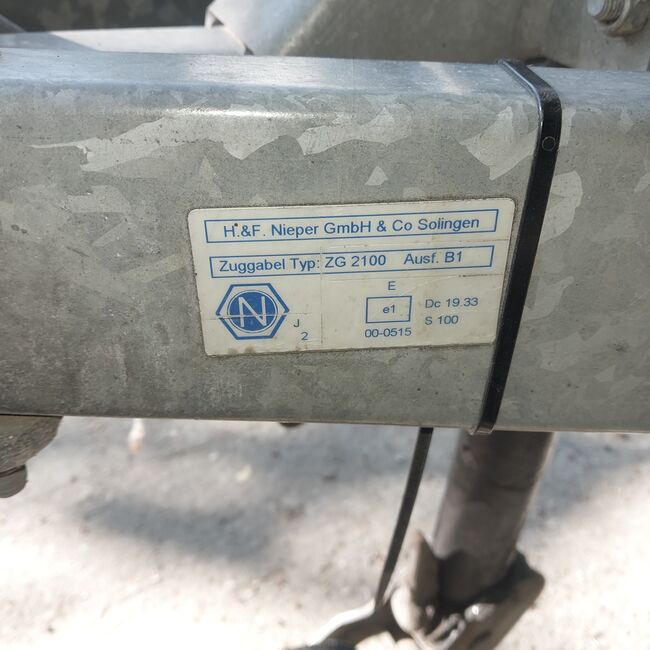 H.&F. Nieper GmbH & Co Solingen
Zuggabel Typ: ZG 2100 Ausf. B1
N
J
2
E
e1
00-0515
Dc 19.33
S 100